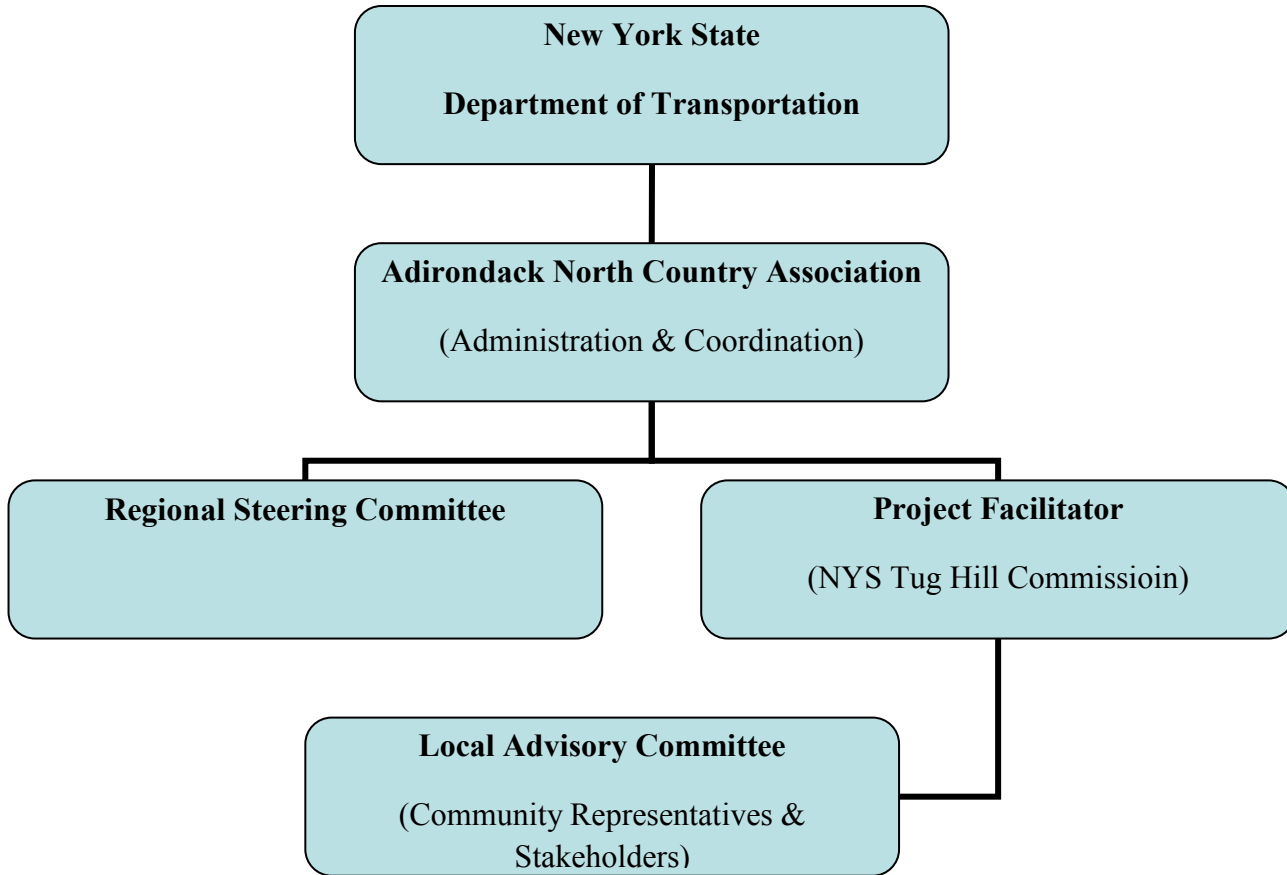 New York State
Department of Transportation
Adirondack North Country Association
(Administration & Coordination)
Regional Steering Committee
Project Facilitator
(NYS Tug Hill Commissioin)
Local Advisory Committee
(Community Representatives &
Stakeholders)